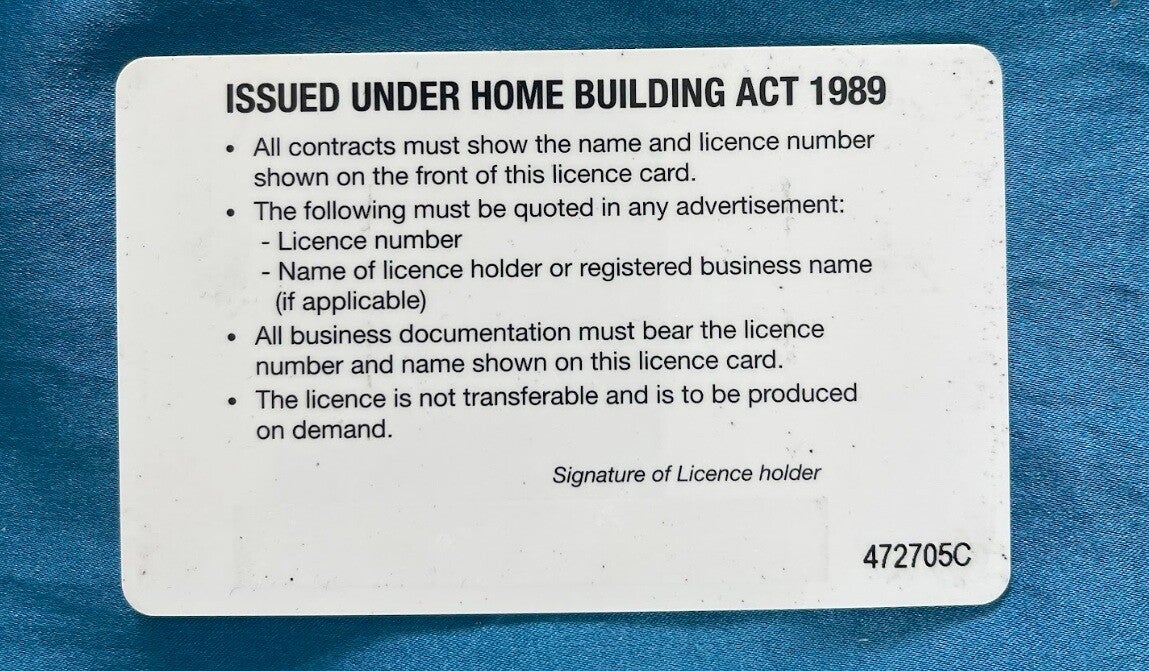 ISSUED UNDER HOME BUILDING ACT 1989
• All contracts must show the name and licence number
shown on the front of this licence card.
• The following must be quoted in any advertisement:
- Licence number
- Name of licence holder or registered business name
(if applicable)
• All business documentation must bear the licence
number and name shown on this licence card.
• The licence is not transferable and is to be produced
on demand.
Signature of Licence holder
472705C